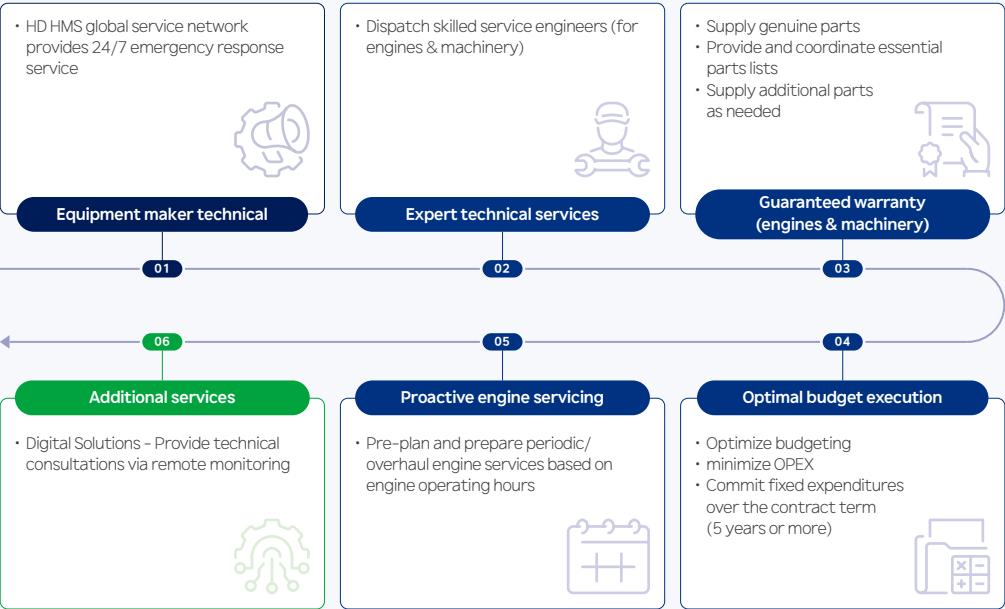 • HD HMS global service network
provides 24/7 emergency response
service
Equipment maker technical
01
• Dispatch skilled service engineers (for
engines & machinery)
Expert technical services
02
• Supply genuine parts
• Provide and coordinate essential
parts lists
• Supply additional parts
as needed
Guaranteed warranty
(engines & machinery)
03
04
Optimal budget execution
• Optimize budgeting
• minimize OPEX
• Commit fixed expenditures
over the contract term
(5 years or more)
05
Proactive engine servicing
• Pre-plan and prepare periodic/
overhaul engine services based on
engine operating hours
06
Additional services
• Digital Solutions - Provide technical
consultations via remote monitoring